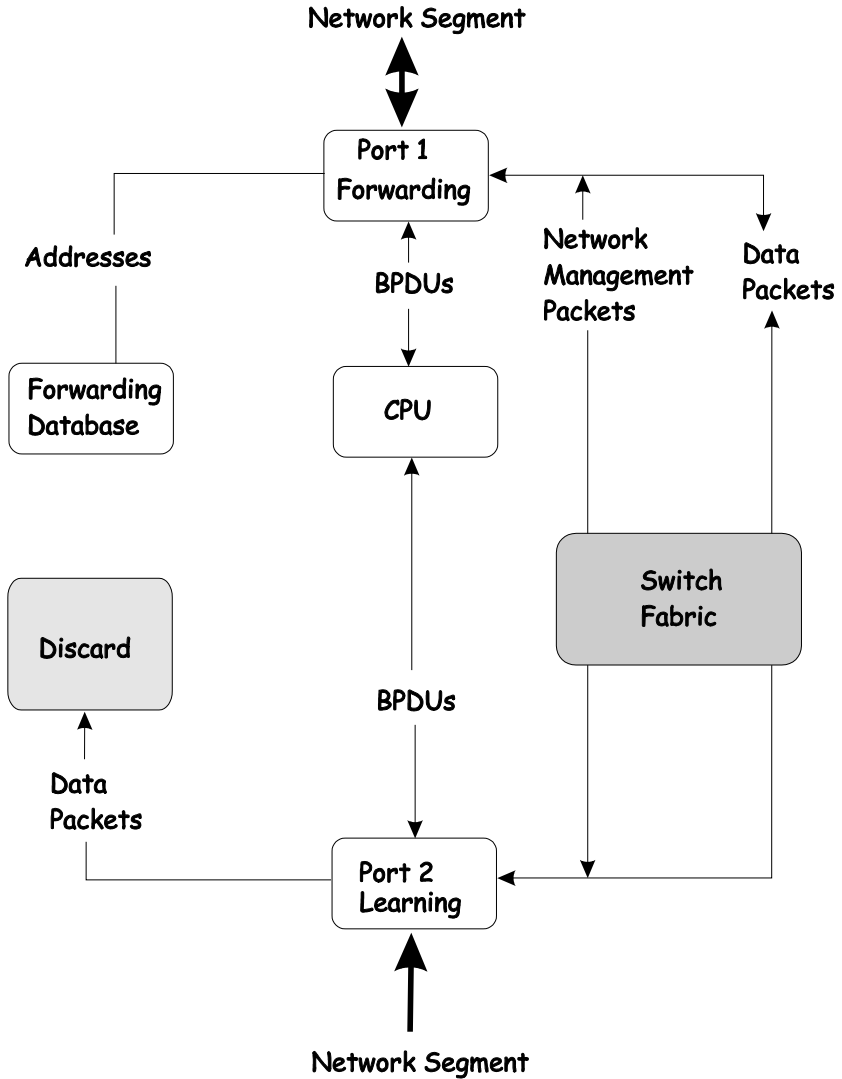 Network Segment
Port 1
Forwarding
Addresses
BPDUs
Network
Management
Packets
Data
Packets
Forwarding
Database
CPU
Switch
Fabric
Discard
BPDUs
Data
Packets
Port 2
Learning
Network Segment